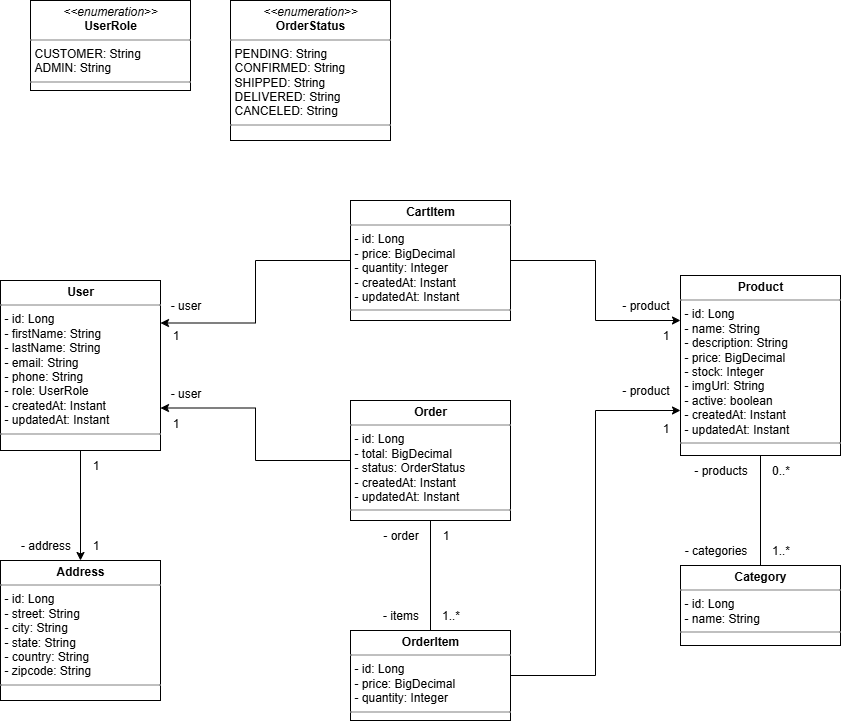 <<enumeration>>
UserRole
CUSTOMER: String
ADMIN: String
<<enumeration>>
OrderStatus
PENDING: String
CONFIRMED: String
SHIPPED: String
DELIVERED: String
CANCELED: String
CartItem
- id: Long
- price: BigDecimal
- quantity: Integer
- createdAt: Instant
- updatedAt: Instant
User
- id: Long
- firstName: String
- lastName: String
- email: String
- phone: String
- role: UserRole
- createdAt: Instant
- updatedAt: Instant
- user
1
- user
1
- product
1
- product
1
Product
- id: Long
- name: String
- description: String
- price: BigDecimal
- stock: Integer
- imgUrl: String
- active: boolean
- createdAt: Instant
- updatedAt: Instant
Order
- id: Long
- total: BigDecimal
- status: OrderStatus
- createdAt: Instant
- updatedAt: Instant
1
- address 1
- order 1
- items 1..*
- products 0..*
- categories 1..*
Address
- id: Long
- street: String
- city: String
- state: String
- country: String
- zipcode: String
OrderItem
- id: Long
- price: BigDecimal
- quantity: Integer
Category
- id: Long
- name: String